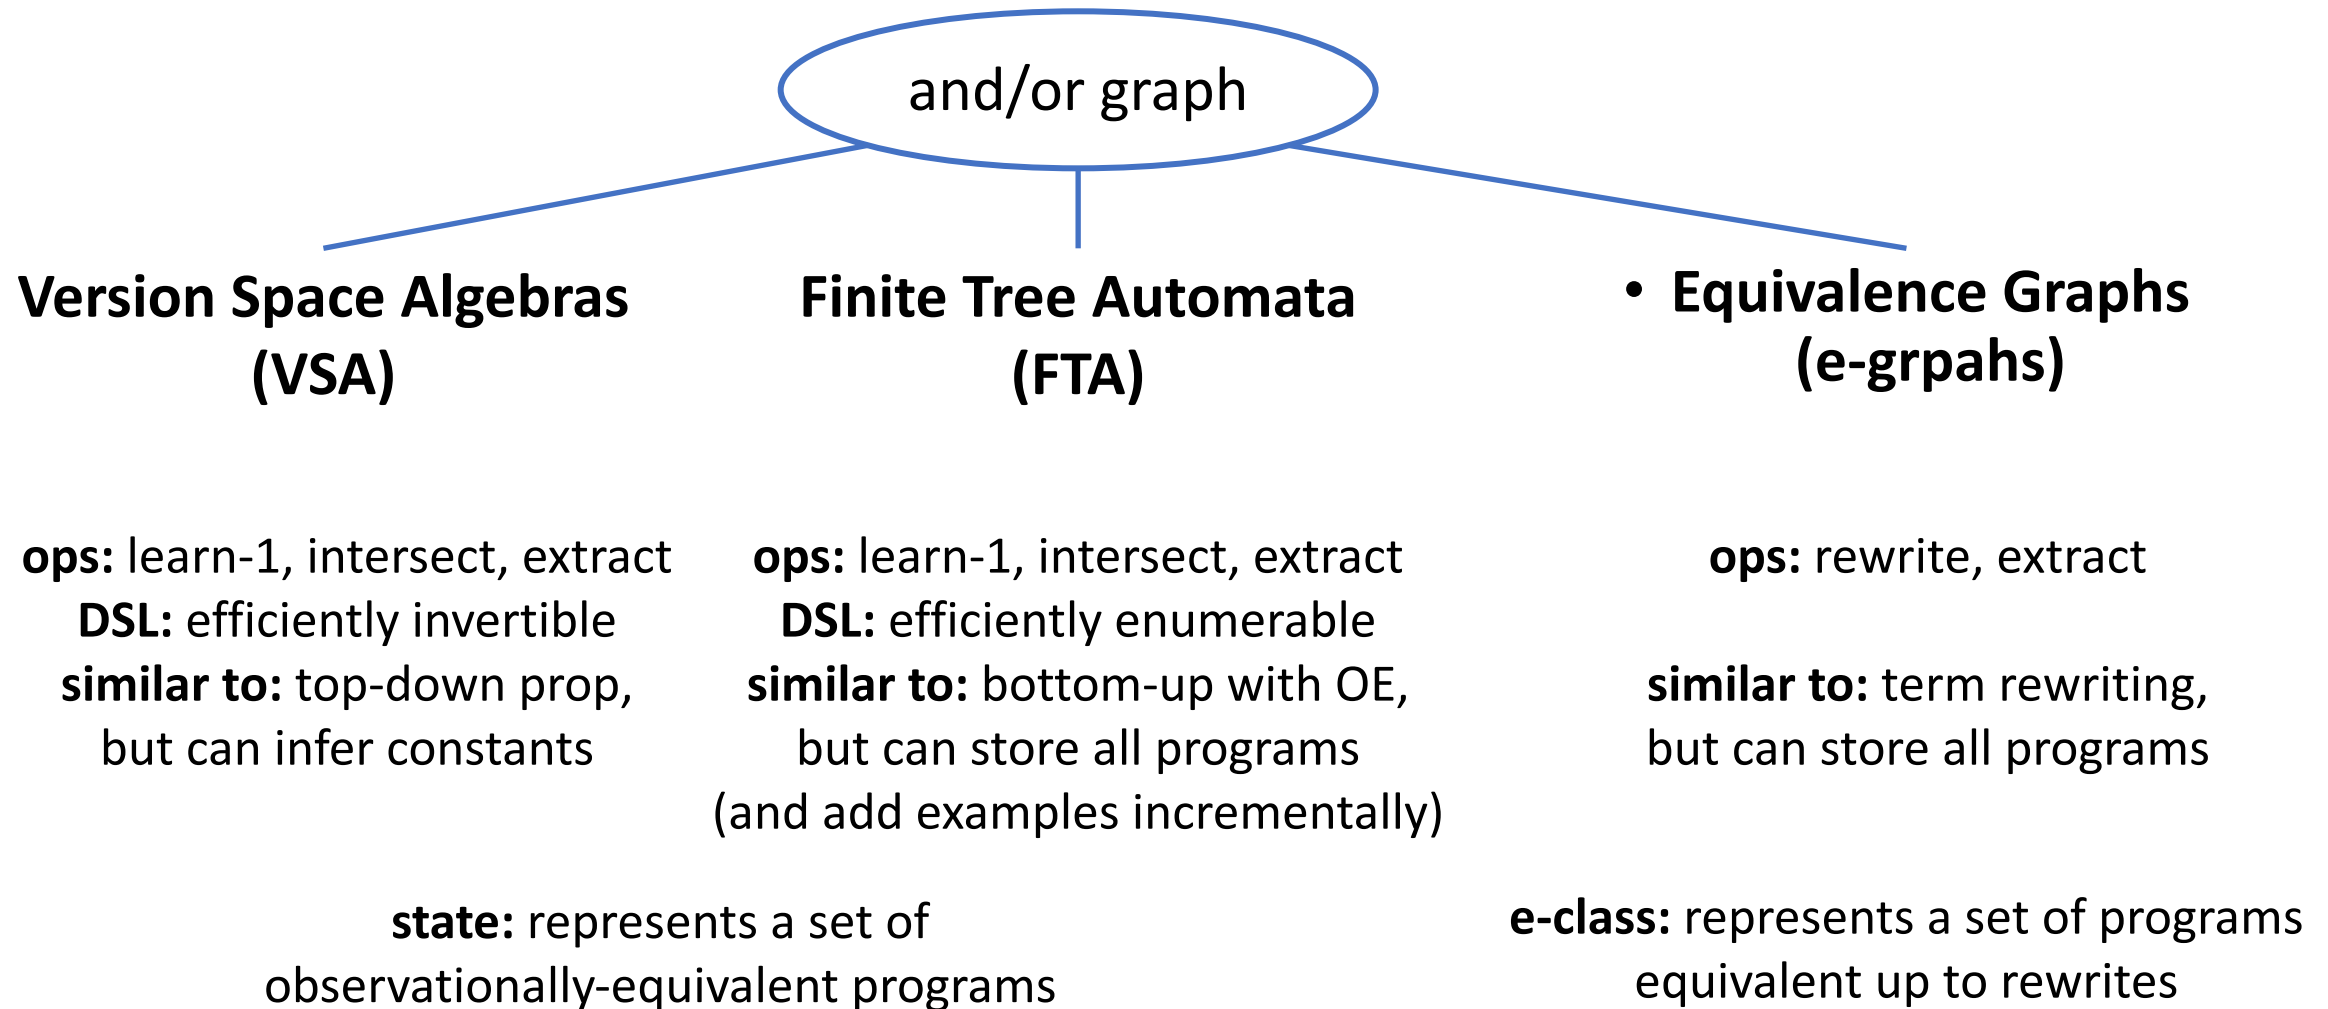 and/or graph
Version Space Algebras
(VSA)
Finite Tree Automata
(FTA)
• Equivalence Graphs
(e-grpahs)
ops: learn-1, intersect, extract
DSL: efficiently invertible
similar to: top-down prop,
but can infer constants
ops: learn-1, intersect, extract
DSL: efficiently enumerable
similar to: bottom-up with OE,
but can store all programs
(and add examples incrementally)
ops: rewrite, extract
similar to: term rewriting,
but can store all programs
state: represents a set of
observationally-equivalent programs
e-class: represents a set of programs
equivalent up to rewrites